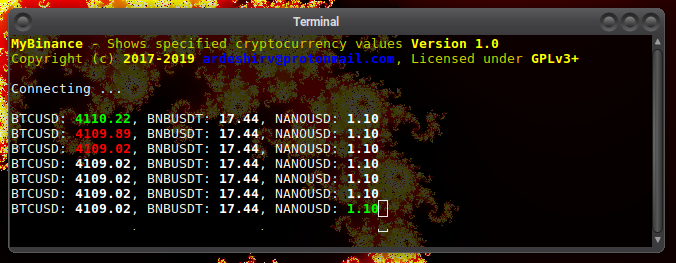 Terminal
MyBinance - Shows specified cryptocurrency values Version 1.0
Copyright (c) 2017-2019 ardeshirv@protonmail.com, Licensed under GPLv3+
Connecting ...
BTCUSD: 4110.22, BNBUSDT: 17.44, NANOUSD: 1.10
BTCUSD: 4109.89, BNBUSDT: 17.44, NANOUSD: 1.10
BTCUSD: 4109.02, BNBUSDT: 17.44, NANOUSD: 1.10
BTCUSD: 4109.02, BNBUSDT: 17.44, NANOUSD: 1.10
BTCUSD: 4109.02, BNBUSDT: 17.44, NANOUSD: 1.10
BTCUSD: 4109.02, BNBUSDT: 17.44, NANOUSD: 1.10
BTCUSD: 4109.02, BNBUSDT: 17.44, NANOUSD: 1.10